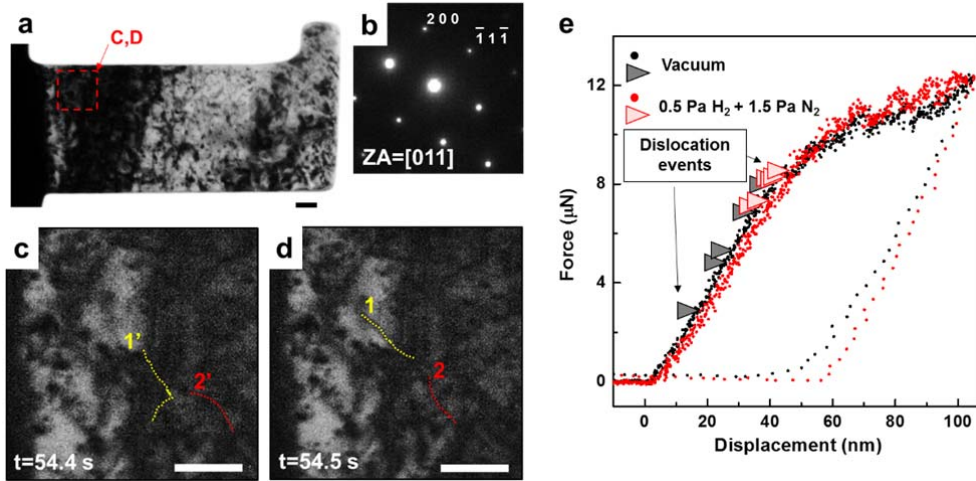 a
C,D
b
2 0 0
1̅ 1 1̅
ZA=[011]
c
1’
2’
t=54.4 s
d
1
2
t=54.5 s
e
12
8
4
0
Force (μN)
Vacuum
0.5 Pa H₂ + 1.5 Pa N₂
Dislocation
events
0 20 40 60 80 100
Displacement (nm)